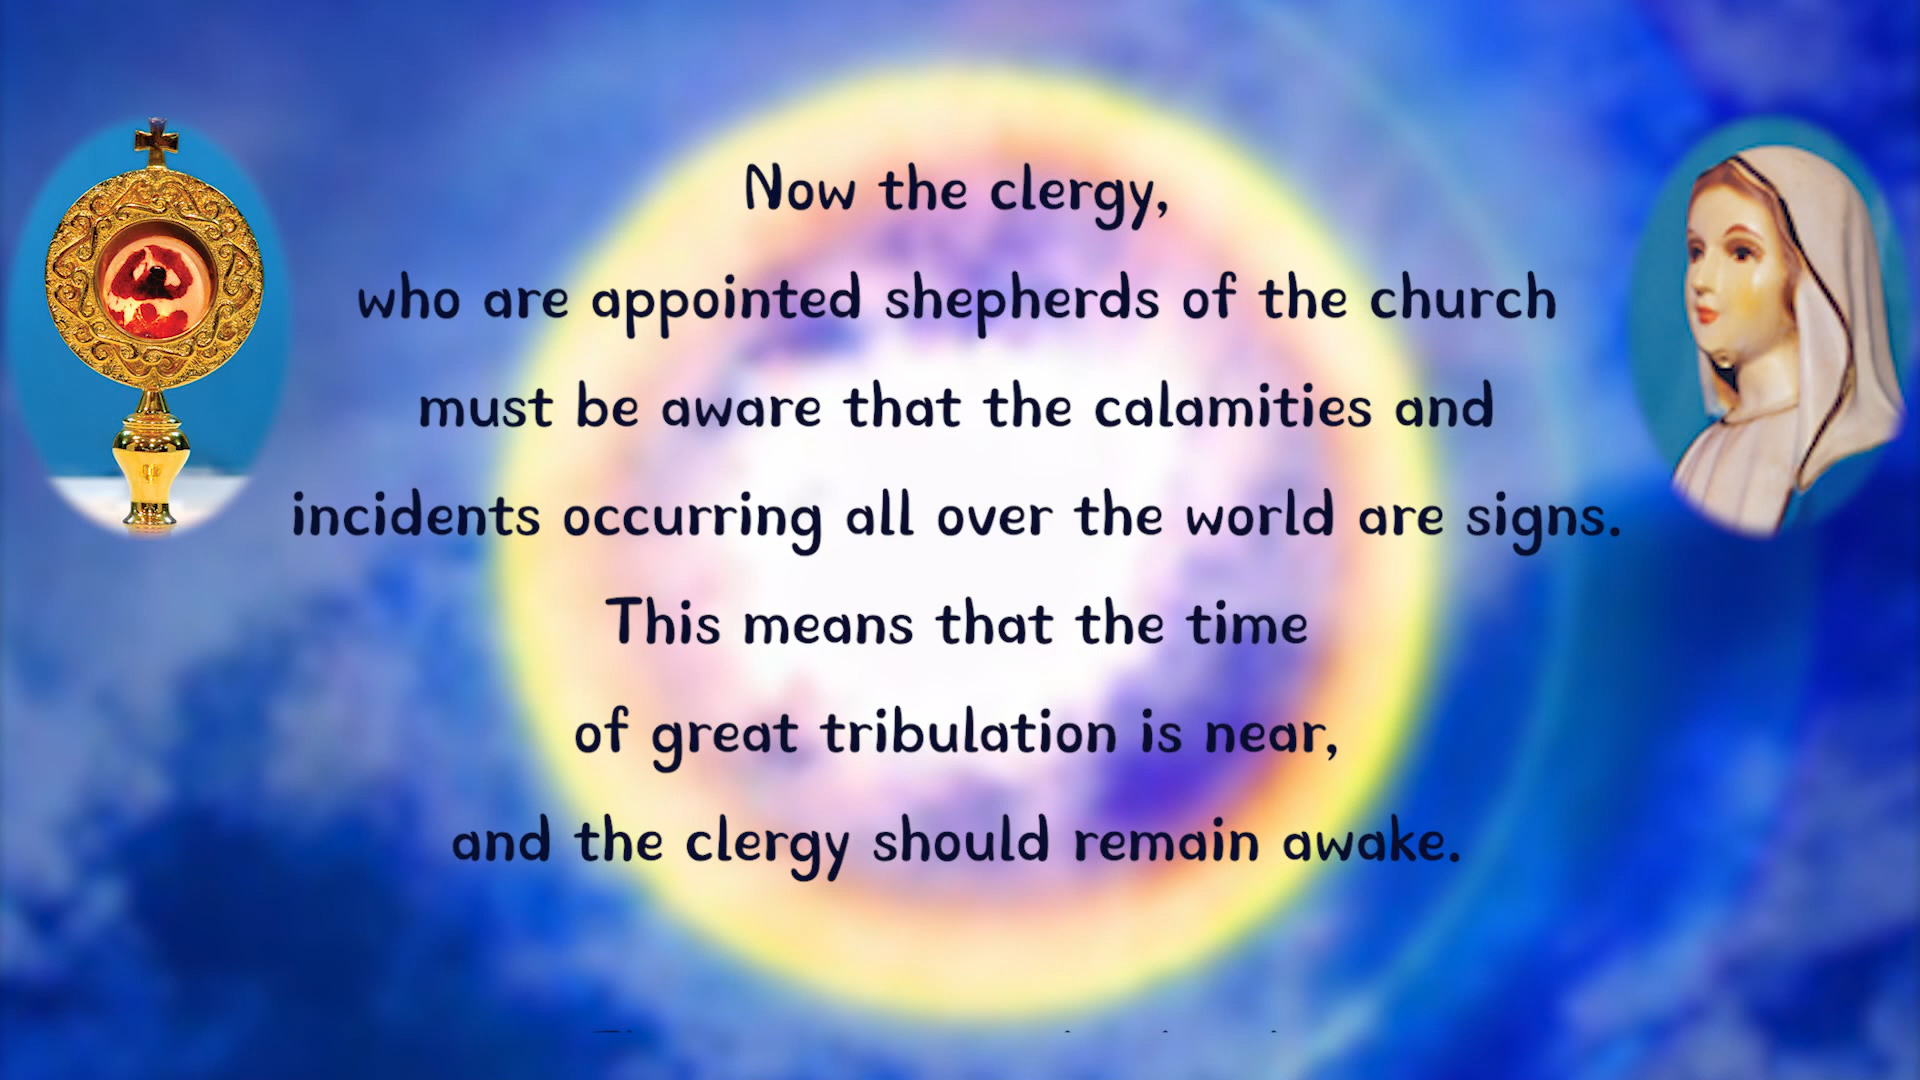 Now the clergy,
who are appointed shepherds of the church
must be aware that the calamities and
incidents occurring all over the world are signs.
This means that the time
of great tribulation is near,
and the clergy should remain awake.